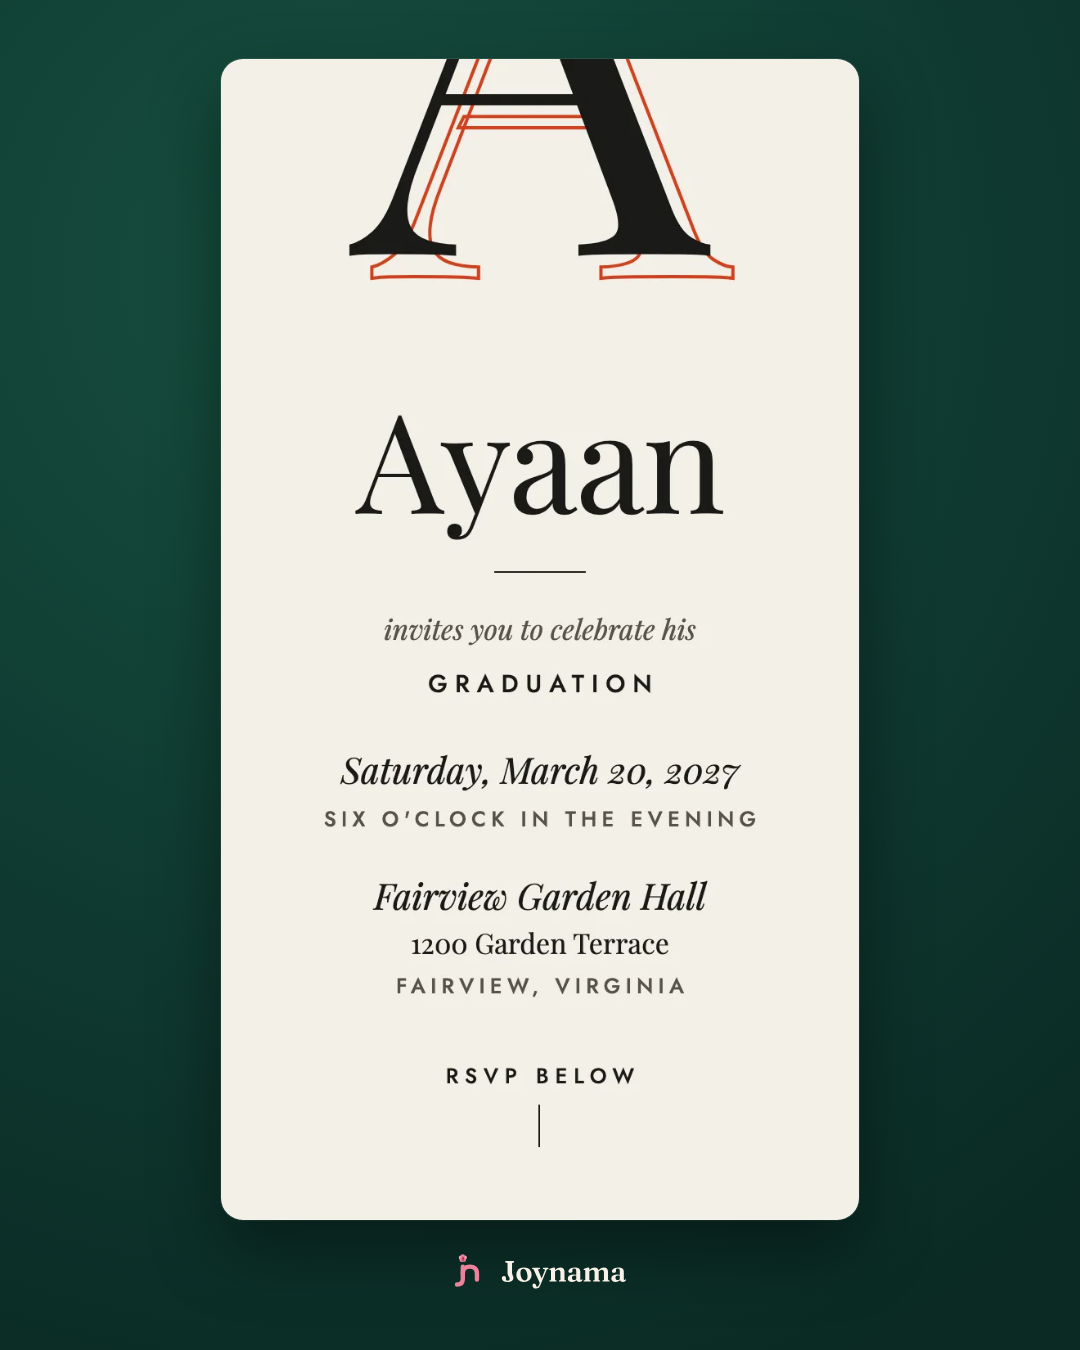 A
Ayaan
invites you to celebrate his
GRADUATION
Saturday, March 20, 2027
SIX O'CLOCK IN THE EVENING
Fairview Garden Hall
1200 Garden Terrace
FAIRVIEW, VIRGINIA
RSVP BELOW
jn Joynama